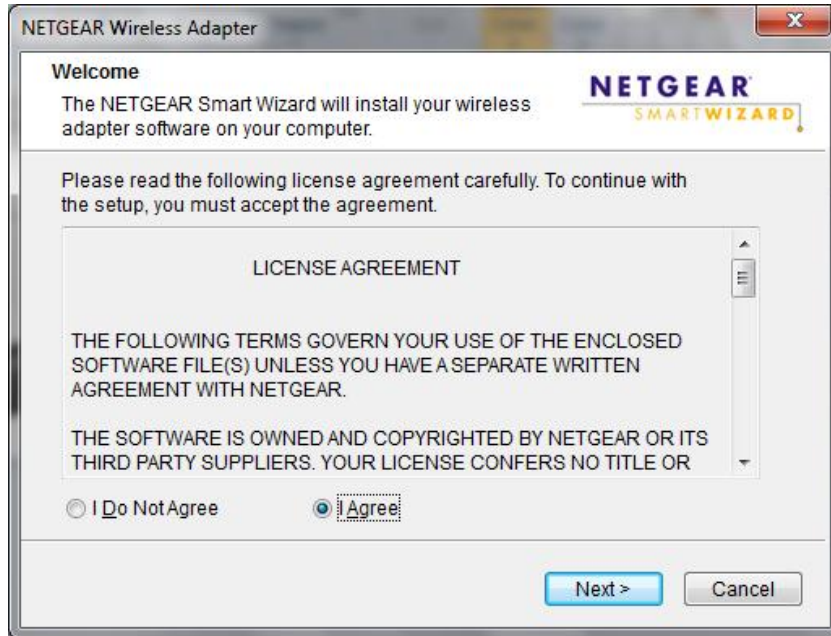 NETGEAR Wireless Adapter
Welcome
The NETGEAR Smart Wizard will install your wireless
adapter software on your computer.
NETGEAR
SMARTWIZARD
Please read the following license agreement carefully. To continue with
the setup, you must accept the agreement.
LICENSE AGREEMENT
THE FOLLOWING TERMS GOVERN YOUR USE OF THE ENCLOSED
SOFTWARE FILE(S) UNLESS YOU HAVE A SEPARATE WRITTEN
AGREEMENT WITH NETGEAR.
THE SOFTWARE IS OWNED AND COPYRIGHTED BY NETGEAR OR ITS
THIRD PARTY SUPPLIERS. YOUR LICENSE CONFERS NO TITLE OR
I Do Not Agree
I Agree
Next >
Cancel